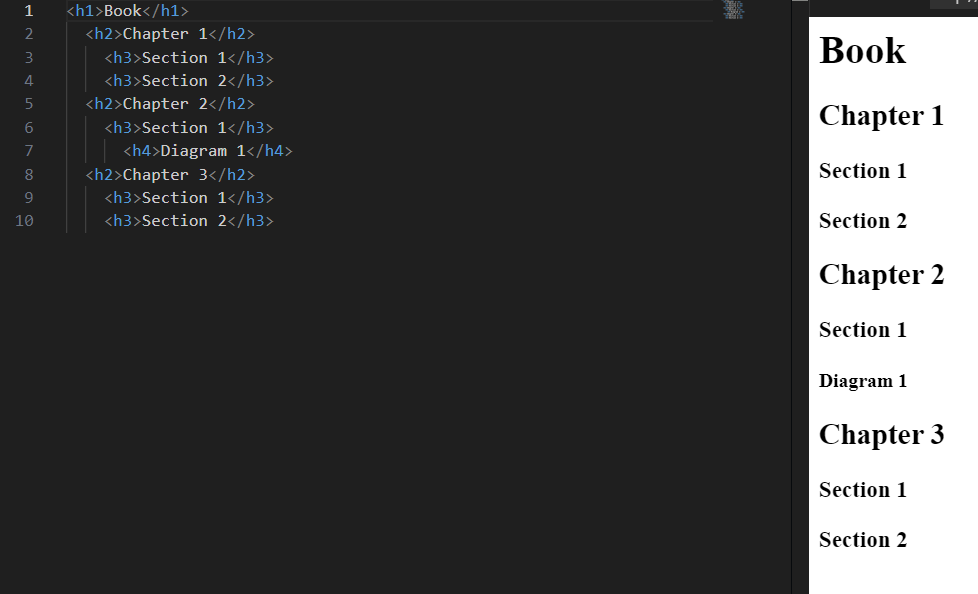 1 <h1>Book</h1>
2 <h2>Chapter 1</h2>
3 <h3>Section 1</h3>
4 <h3>Section 2</h3>
5 <h2>Chapter 2</h2>
6 <h3>Section 1</h3>
7 <h4>Diagram 1</h4>
8 <h2>Chapter 3</h2>
9 <h3>Section 1</h3>
10 <h3>Section 2</h3>
Book
Chapter 1
Section 1
Section 2
Chapter 2
Section 1
Diagram 1
Chapter 3
Section 1
Section 2